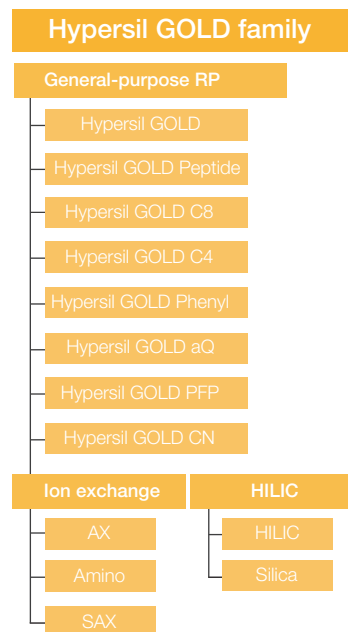 Hypersil GOLD family
General-purpose RP
Hypersil GOLD
Hypersil GOLD Peptide
Hypersil GOLD C8
Hypersil GOLD C4
Hypersil GOLD Phenyl
Hypersil GOLD aQ
Hypersil GOLD PFP
Hypersil GOLD CN
Ion exchange
AX
Amino
SAX
HILIC
HILIC
Silica